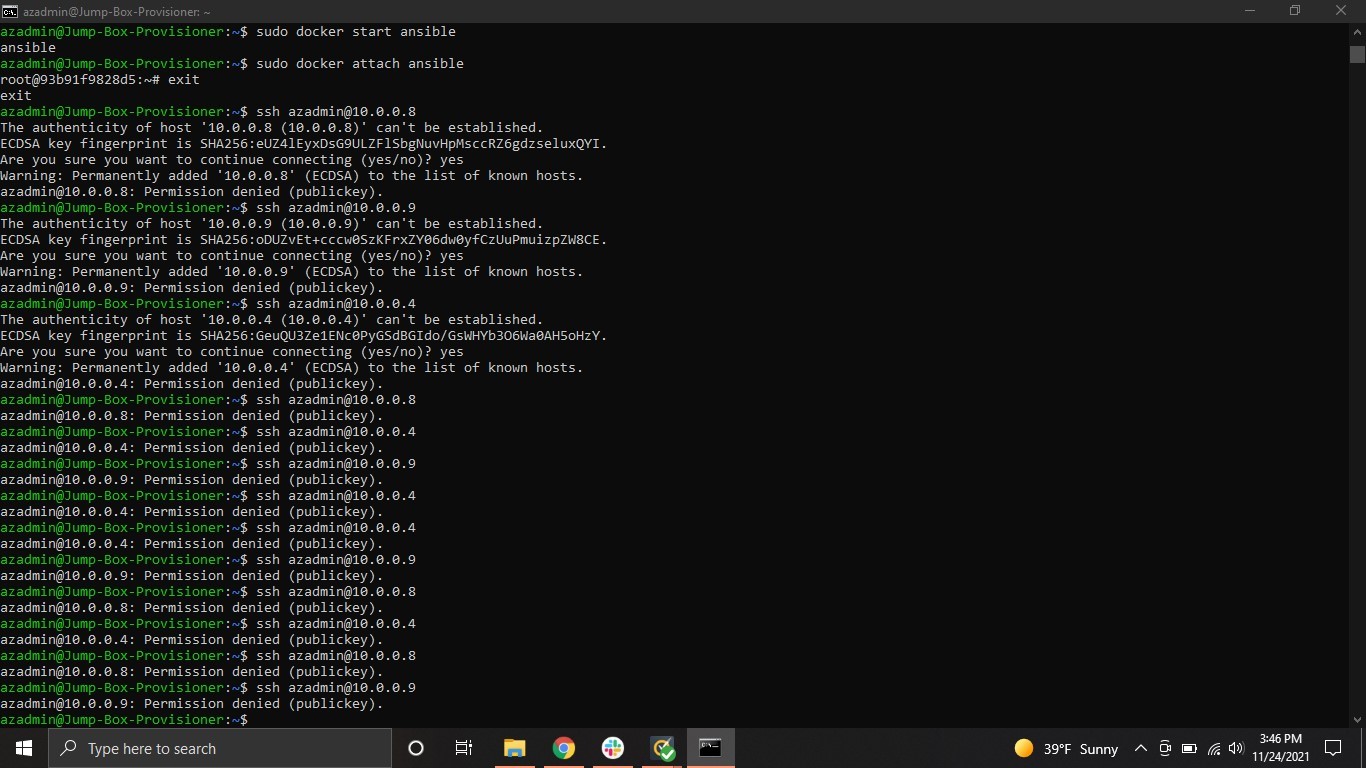 azadmin@Jump-Box-Provisioner: ~
azadmin@Jump-Box-Provisioner:~$ sudo docker start ansible
ansible
azadmin@Jump-Box-Provisioner:~$ sudo docker attach ansible
root@93b91f9828d5:~# exit
exit
azadmin@Jump-Box-Provisioner:~$ ssh azadmin@10.0.0.8
The authenticity of host '10.0.0.8 (10.0.0.8)' can't be established.
ECDSA key fingerprint is SHA256:eUZ4lEyxDsG9ULZFlSbgNuvHpMsccRZ6gdzseluxQYI.
Are you sure you want to continue connecting (yes/no)? yes
Warning: Permanently added '10.0.0.8' (ECDSA) to the list of known hosts.
azadmin@10.0.0.8: Permission denied (publickey).
azadmin@Jump-Box-Provisioner:~$ ssh azadmin@10.0.0.9
The authenticity of host '10.0.0.9 (10.0.0.9)' can't be established.
ECDSA key fingerprint is SHA256:oDUZvEt+cccw0SzKFrxZY06dw0yfCzUuPmuizpZW8CE.
Are you sure you want to continue connecting (yes/no)? yes
Warning: Permanently added '10.0.0.9' (ECDSA) to the list of known hosts.
azadmin@10.0.0.9: Permission denied (publickey).
azadmin@Jump-Box-Provisioner:~$ ssh azadmin@10.0.0.4
The authenticity of host '10.0.0.4 (10.0.0.4)' can't be established.
ECDSA key fingerprint is SHA256:GeuQU3Ze1ENc0PyGSdBGIdo/GsWHYb3O6Wa0AH5oHzY.
Are you sure you want to continue connecting (yes/no)? yes
Warning: Permanently added '10.0.0.4' (ECDSA) to the list of known hosts.
azadmin@10.0.0.4: Permission denied (publickey).
azadmin@Jump-Box-Provisioner:~$ ssh azadmin@10.0.0.8
azadmin@10.0.0.8: Permission denied (publickey).
azadmin@Jump-Box-Provisioner:~$ ssh azadmin@10.0.0.4
azadmin@10.0.0.4: Permission denied (publickey).
azadmin@Jump-Box-Provisioner:~$ ssh azadmin@10.0.0.9
azadmin@10.0.0.9: Permission denied (publickey).
azadmin@Jump-Box-Provisioner:~$ ssh azadmin@10.0.0.4
azadmin@10.0.0.4: Permission denied (publickey).
azadmin@Jump-Box-Provisioner:~$ ssh azadmin@10.0.0.4
azadmin@10.0.0.4: Permission denied (publickey).
azadmin@Jump-Box-Provisioner:~$ ssh azadmin@10.0.0.9
azadmin@10.0.0.9: Permission denied (publickey).
azadmin@Jump-Box-Provisioner:~$ ssh azadmin@10.0.0.8
azadmin@10.0.0.8: Permission denied (publickey).
azadmin@Jump-Box-Provisioner:~$ ssh azadmin@10.0.0.4
azadmin@10.0.0.4: Permission denied (publickey).
azadmin@Jump-Box-Provisioner:~$ ssh azadmin@10.0.0.8
azadmin@10.0.0.8: Permission denied (publickey).
azadmin@Jump-Box-Provisioner:~$ ssh azadmin@10.0.0.9
azadmin@10.0.0.9: Permission denied (publickey).
azadmin@Jump-Box-Provisioner:~$
Type here to search
39°F Sunny
3:46 PM
11/24/2021